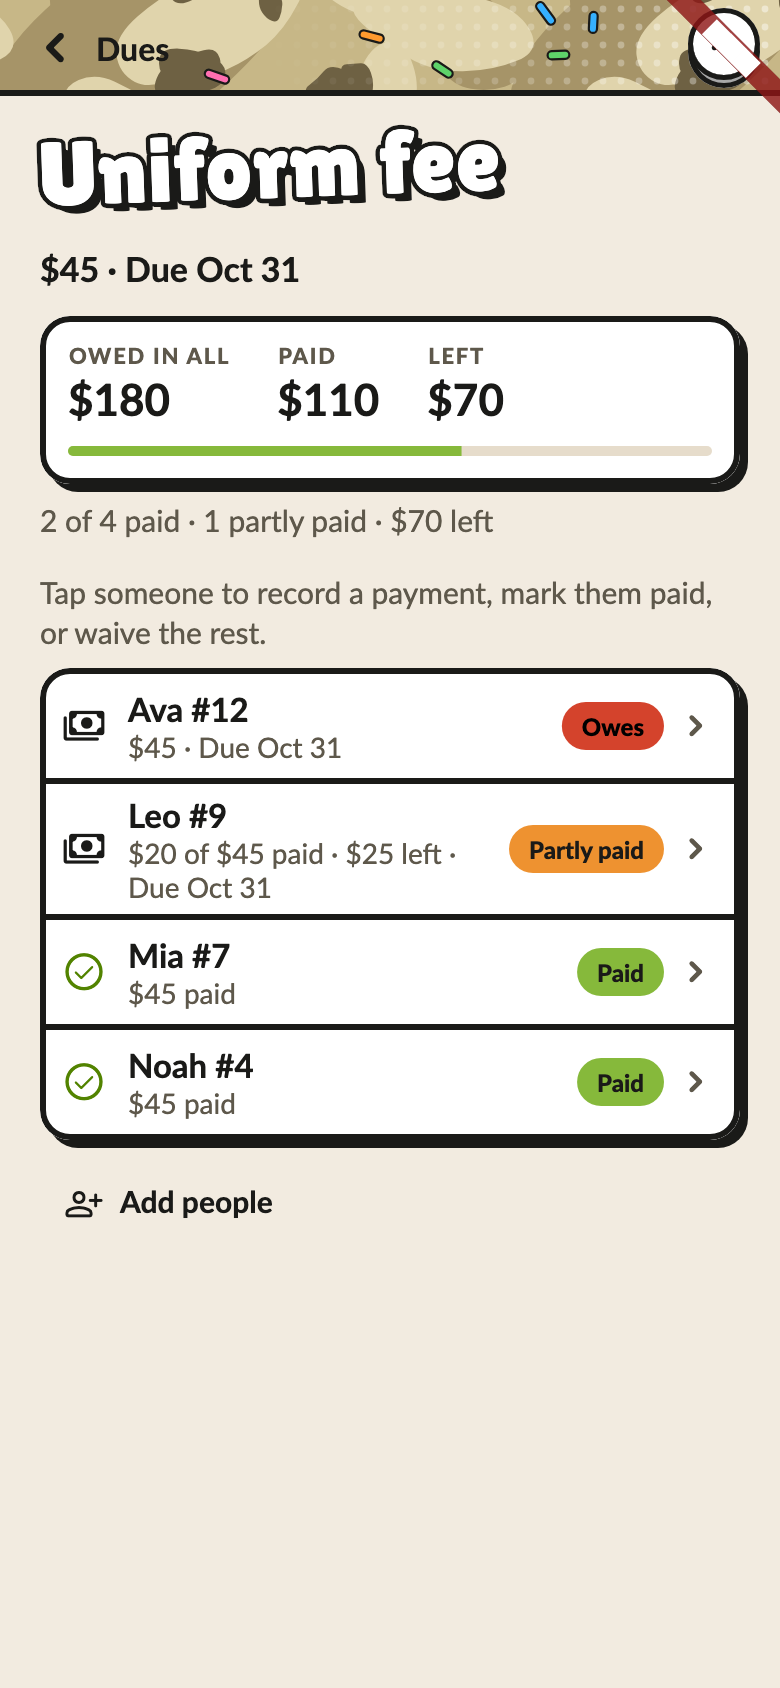 Dues
Uniform fee
$45 · Due Oct 31
OWED IN ALL PAID LEFT
$180 $110 $70
2 of 4 paid · 1 partly paid · $70 left
Tap someone to record a payment, mark them paid,
or waive the rest.
Ava #12
$45 · Due Oct 31
Owes
Leo #9
$20 of $45 paid · $25 left ·
Due Oct 31
Partly paid
Mia #7
$45 paid
Paid
Noah #4
$45 paid
Paid
Add people